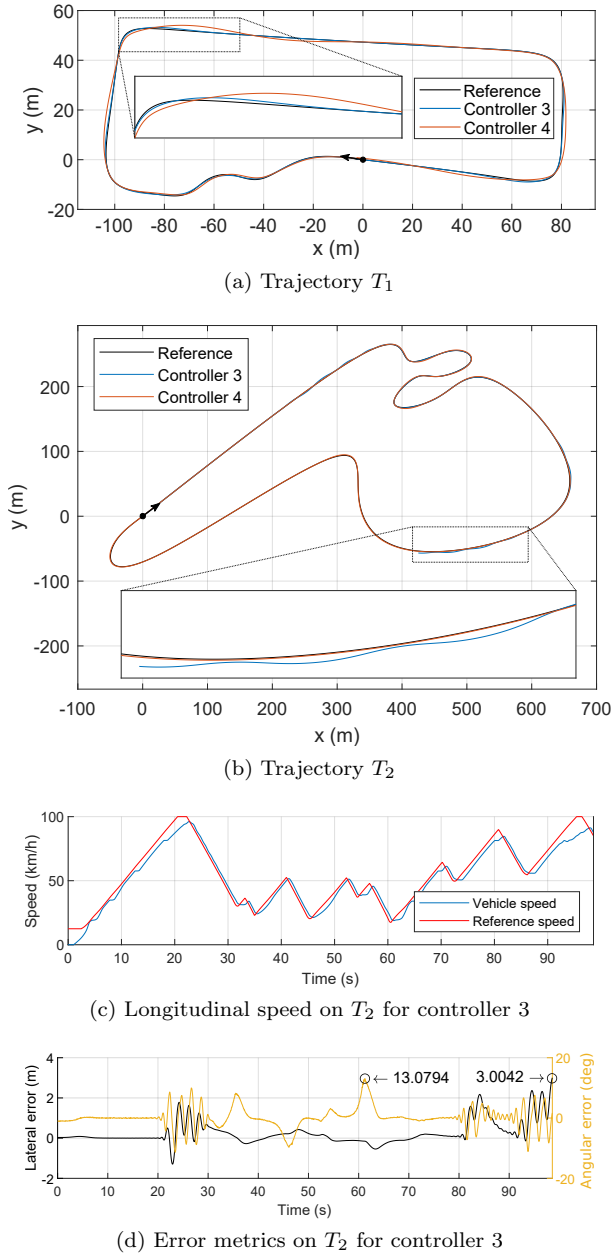 60
40
20
0
-20
y (m)
Reference
Controller 3
Controller 4
-100 -80 -60 -40 -20 0 20 40 60 80
x (m)
(a) Trajectory T1
200
100
0
-100
-200
y (m)
Reference
Controller 3
Controller 4
-100 0 100 200 300 400 500 600 700
x (m)
(b) Trajectory T2
100
50
0
Speed (km/h)
Vehicle speed
Reference speed
0 10 20 30 40 50 60 70 80 90
Time (s)
(c) Longitudinal speed on T2 for controller 3
4
2
0
-2
Lateral error (m)
← 13.0794
3.0042 →
20
10
0
-10
-20
Angular error (deg)
0 10 20 30 40 50 60 70 80 90
Time (s)
(d) Error metrics on T2 for controller 3